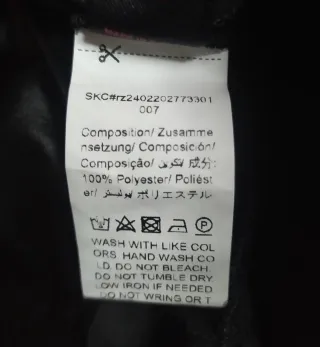 SKC#rz2402202773301
007
Composition/ Zusamme
nsetzung/ Composición/
Composição/ تكوين/ 成分:
100% Polyester/ Poliést
er/ بوليستر/ ポリエステル
WASH WITH LIKE COL
ORS. HAND WASH CO
LD. DO NOT BLEACH.
DO NOT TUMBLE DRY.
LOW IRON IF NEEDED
DO NOT WRING OR T